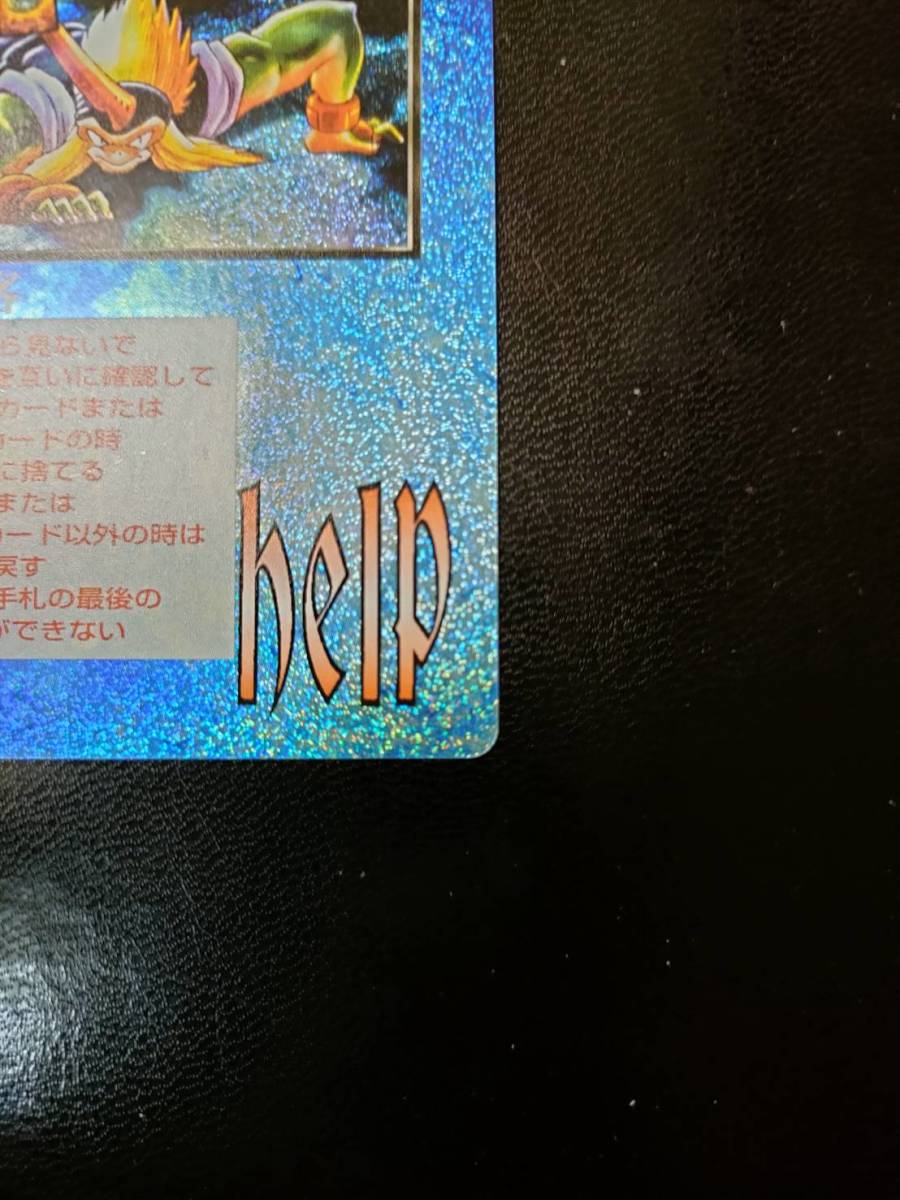 ら見ないで
を互いに確認して
カードまたは
カードの時
に捨てる
または
カード以外の時は
戻す
手札の最後の
ができない
help